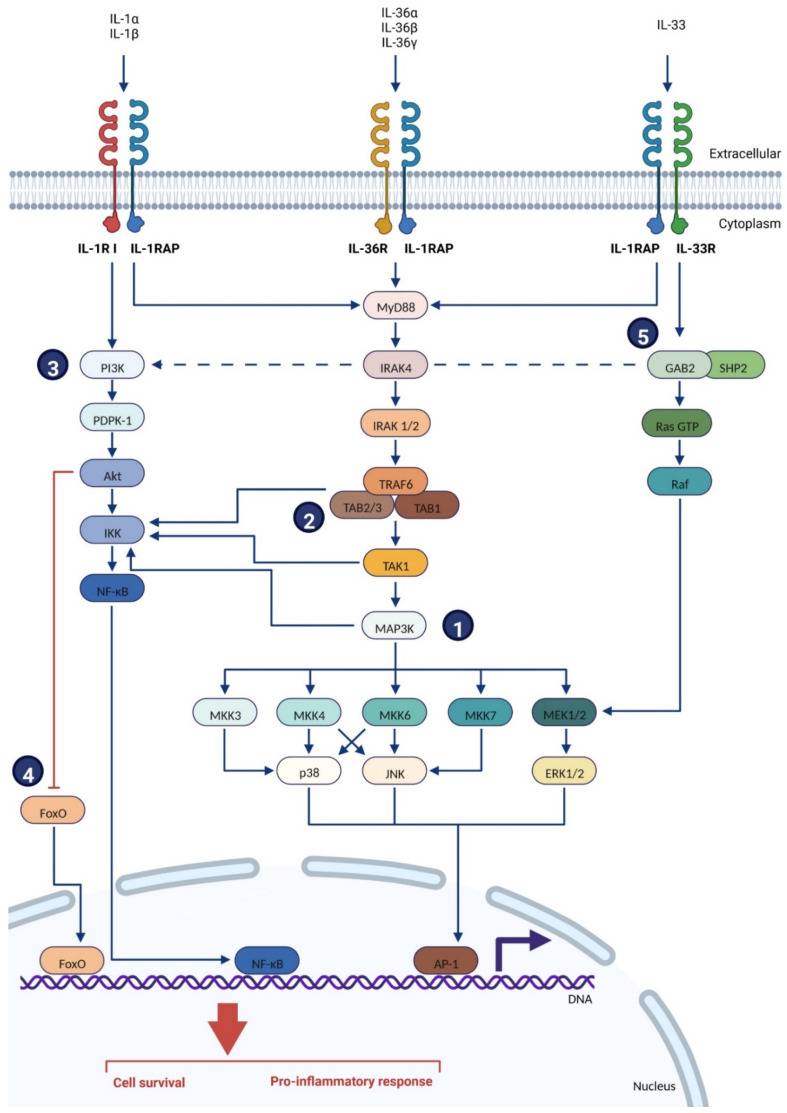 IL-1α
IL-1β
IL-36α
IL-36β
IL-36γ
IL-33
Extracellular
Cytoplasm
IL-1R I
IL-1RAP
IL-36R
IL-1RAP
IL-1RAP
IL-33R
MyD88
5
3
PI3K
IRAK4
GAB2
SHP2
PDPK-1
IRAK 1/2
Ras GTP
Akt
TRAF6
Raf
TAB2/3
TAB1
2
IKK
TAK1
NF-κB
MAP3K
1
MKK3
MKK4
MKK6
MKK7
MEK1/2
4
p38
JNK
ERK1/2
FoxO
FoxO
NF-κB
AP-1
DNA
Cell survival
Pro-inflammatory response
Nucleus